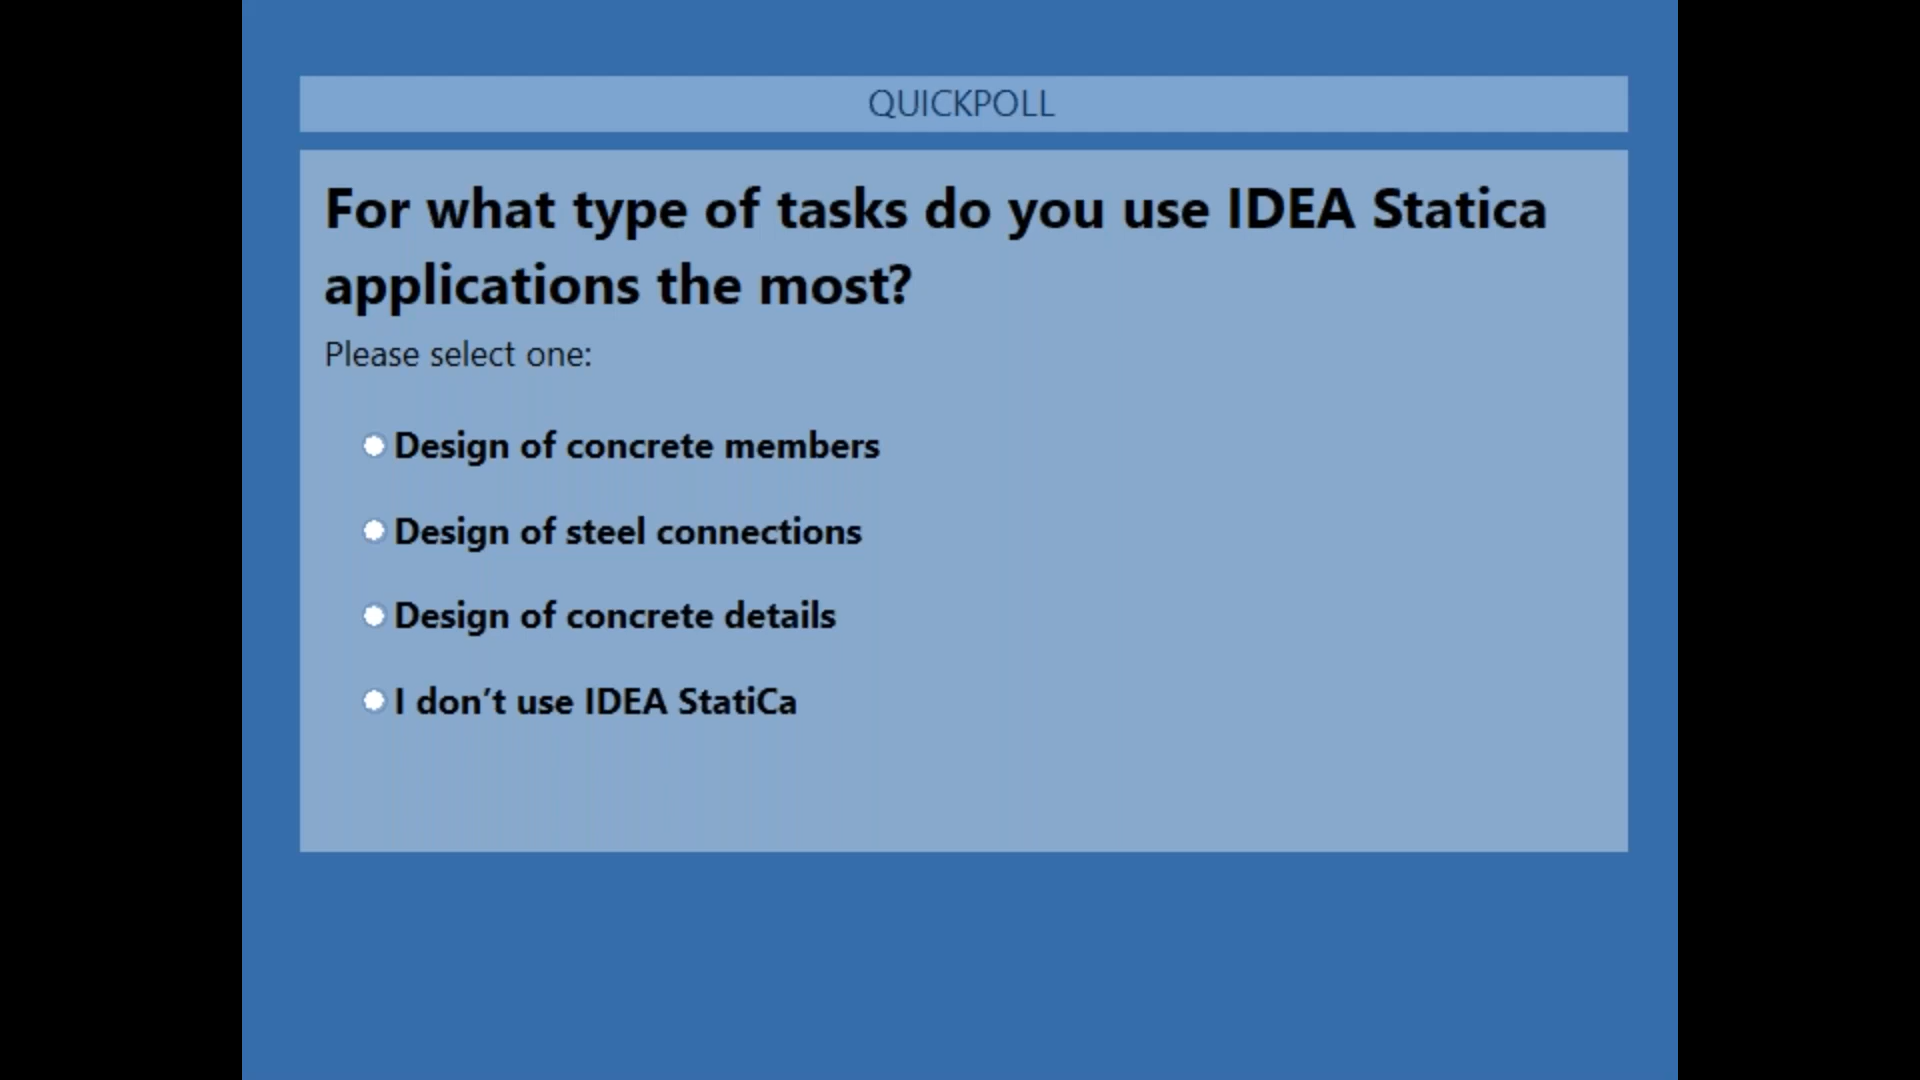 QUICKPOLL
For what type of tasks do you use IDEA Statica
applications the most?
Please select one:
Design of concrete members
Design of steel connections
Design of concrete details
I don’t use IDEA StatiCa